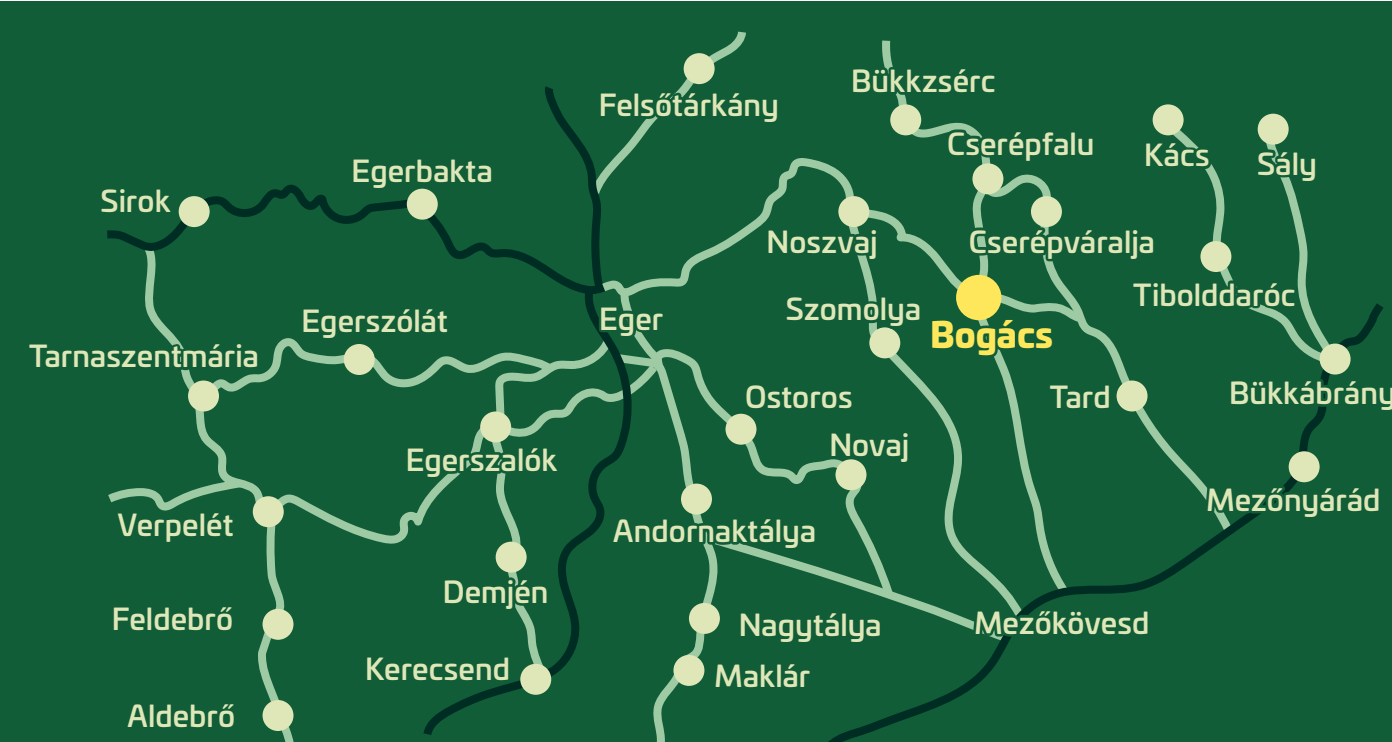 Bükkzsérc
Felsőtárkány
Cserépfalu
Kács
Sály
Egerbakta
Sirok
Noszvaj
Cserépváralja
Tibolddaróc
Szomolya
Eger
Egerszólát
Bogács
Tarnaszentmária
Bükkábrány
Ostoros
Tard
Novaj
Egerszalók
Mezőnyárád
Verpelét
Andornaktálya
Demjén
Feldebrő
Nagytálya
Mezőkövesd
Kerecsend
Maklár
Aldebrő